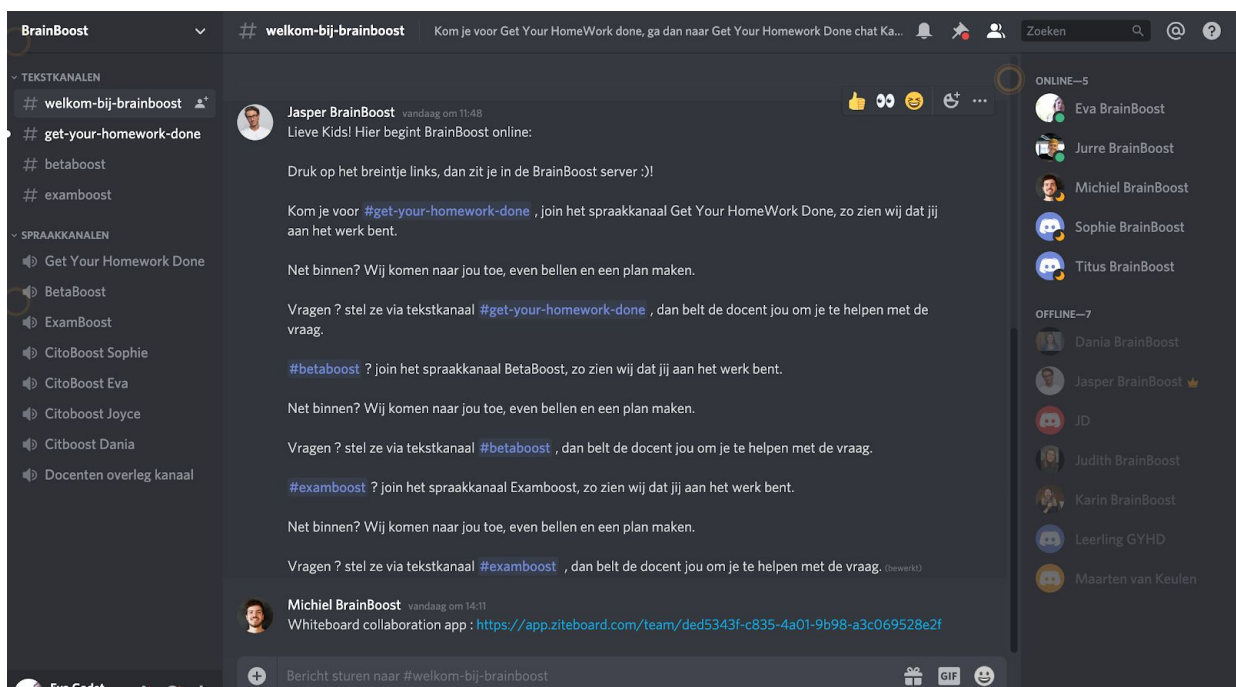 BrainBoost
# welkom-bij-brainboost
Kom je voor Get Your HomeWork done, ga dan naar Get Your Homework Done chat Ka...
Zoeken
TEKSTKANALEN
# welkom-bij-brainboost
# get-your-homework-done
# betaboost
# examboost
SPRAAKKANALEN
Get Your Homework Done
BetaBoost
ExamBoost
CitoBoost Sophie
CitoBoost Eva
Citoboost Joyce
Citboost Dania
Docenten overleg kanaal
Jasper BrainBoost vandaag om 11:48
Lieve Kids! Hier begint BrainBoost online:
Druk op het breintje links, dan zit je in de BrainBoost server :)!
Kom je voor #get-your-homework-done , join het spraakkanaal Get Your HomeWork Done, zo zien wij dat jij
aan het werk bent.
Net binnen? Wij komen naar jou toe, even bellen en een plan maken.
Vragen ? stel ze via tekstkanaal #get-your-homework-done , dan belt de docent jou om je te helpen met de
vraag.
#betaboost ? join het spraakkanaal BetaBoost, zo zien wij dat jij aan het werk bent.
Net binnen? Wij komen naar jou toe, even bellen en een plan maken.
Vragen ? stel ze via tekstkanaal #betaboost , dan belt de docent jou om je te helpen met de vraag.
#examboost ? join het spraakkanaal Examboost, zo zien wij dat jij aan het werk bent.
Net binnen? Wij komen naar jou toe, even bellen en een plan maken.
Vragen ? stel ze via tekstkanaal #examboost , dan belt de docent jou om je te helpen met de vraag. (bewerkt)
Michiel BrainBoost vandaag om 14:11
Whiteboard collaboration app : https://app.ziteboard.com/team/ded5343f-c835-4a01-9b98-a3c069528e2f
Bericht sturen naar #welkom-bij-brainboost
GIF
ONLINE—5
Eva BrainBoost
Jurre BrainBoost
Michiel BrainBoost
Sophie BrainBoost
Titus BrainBoost
OFFLINE—7
Dania BrainBoost
Jasper BrainBoost
JD
Judith BrainBoost
Karin BrainBoost
Leerling GYHD
Maarten van Keulen